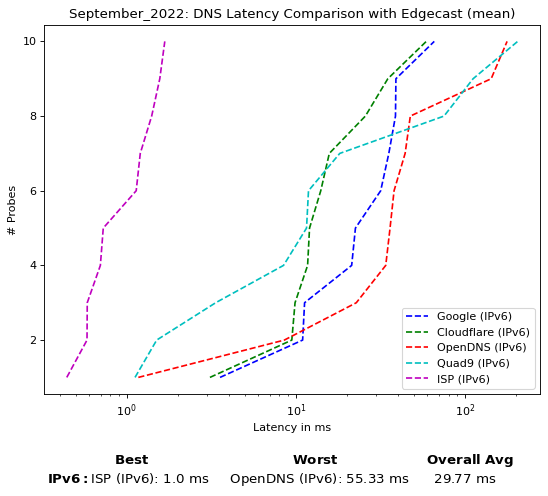 September_2022: DNS Latency Comparison with Edgecast (mean)
10
8
6
4
2
# Probes
Google (IPv6)
Cloudflare (IPv6)
OpenDNS (IPv6)
Quad9 (IPv6)
ISP (IPv6)
10⁰ 10¹ 10²
Latency in ms
Best Worst Overall Avg
IPv6: ISP (IPv6): 1.0 ms OpenDNS (IPv6): 55.33 ms 29.77 ms